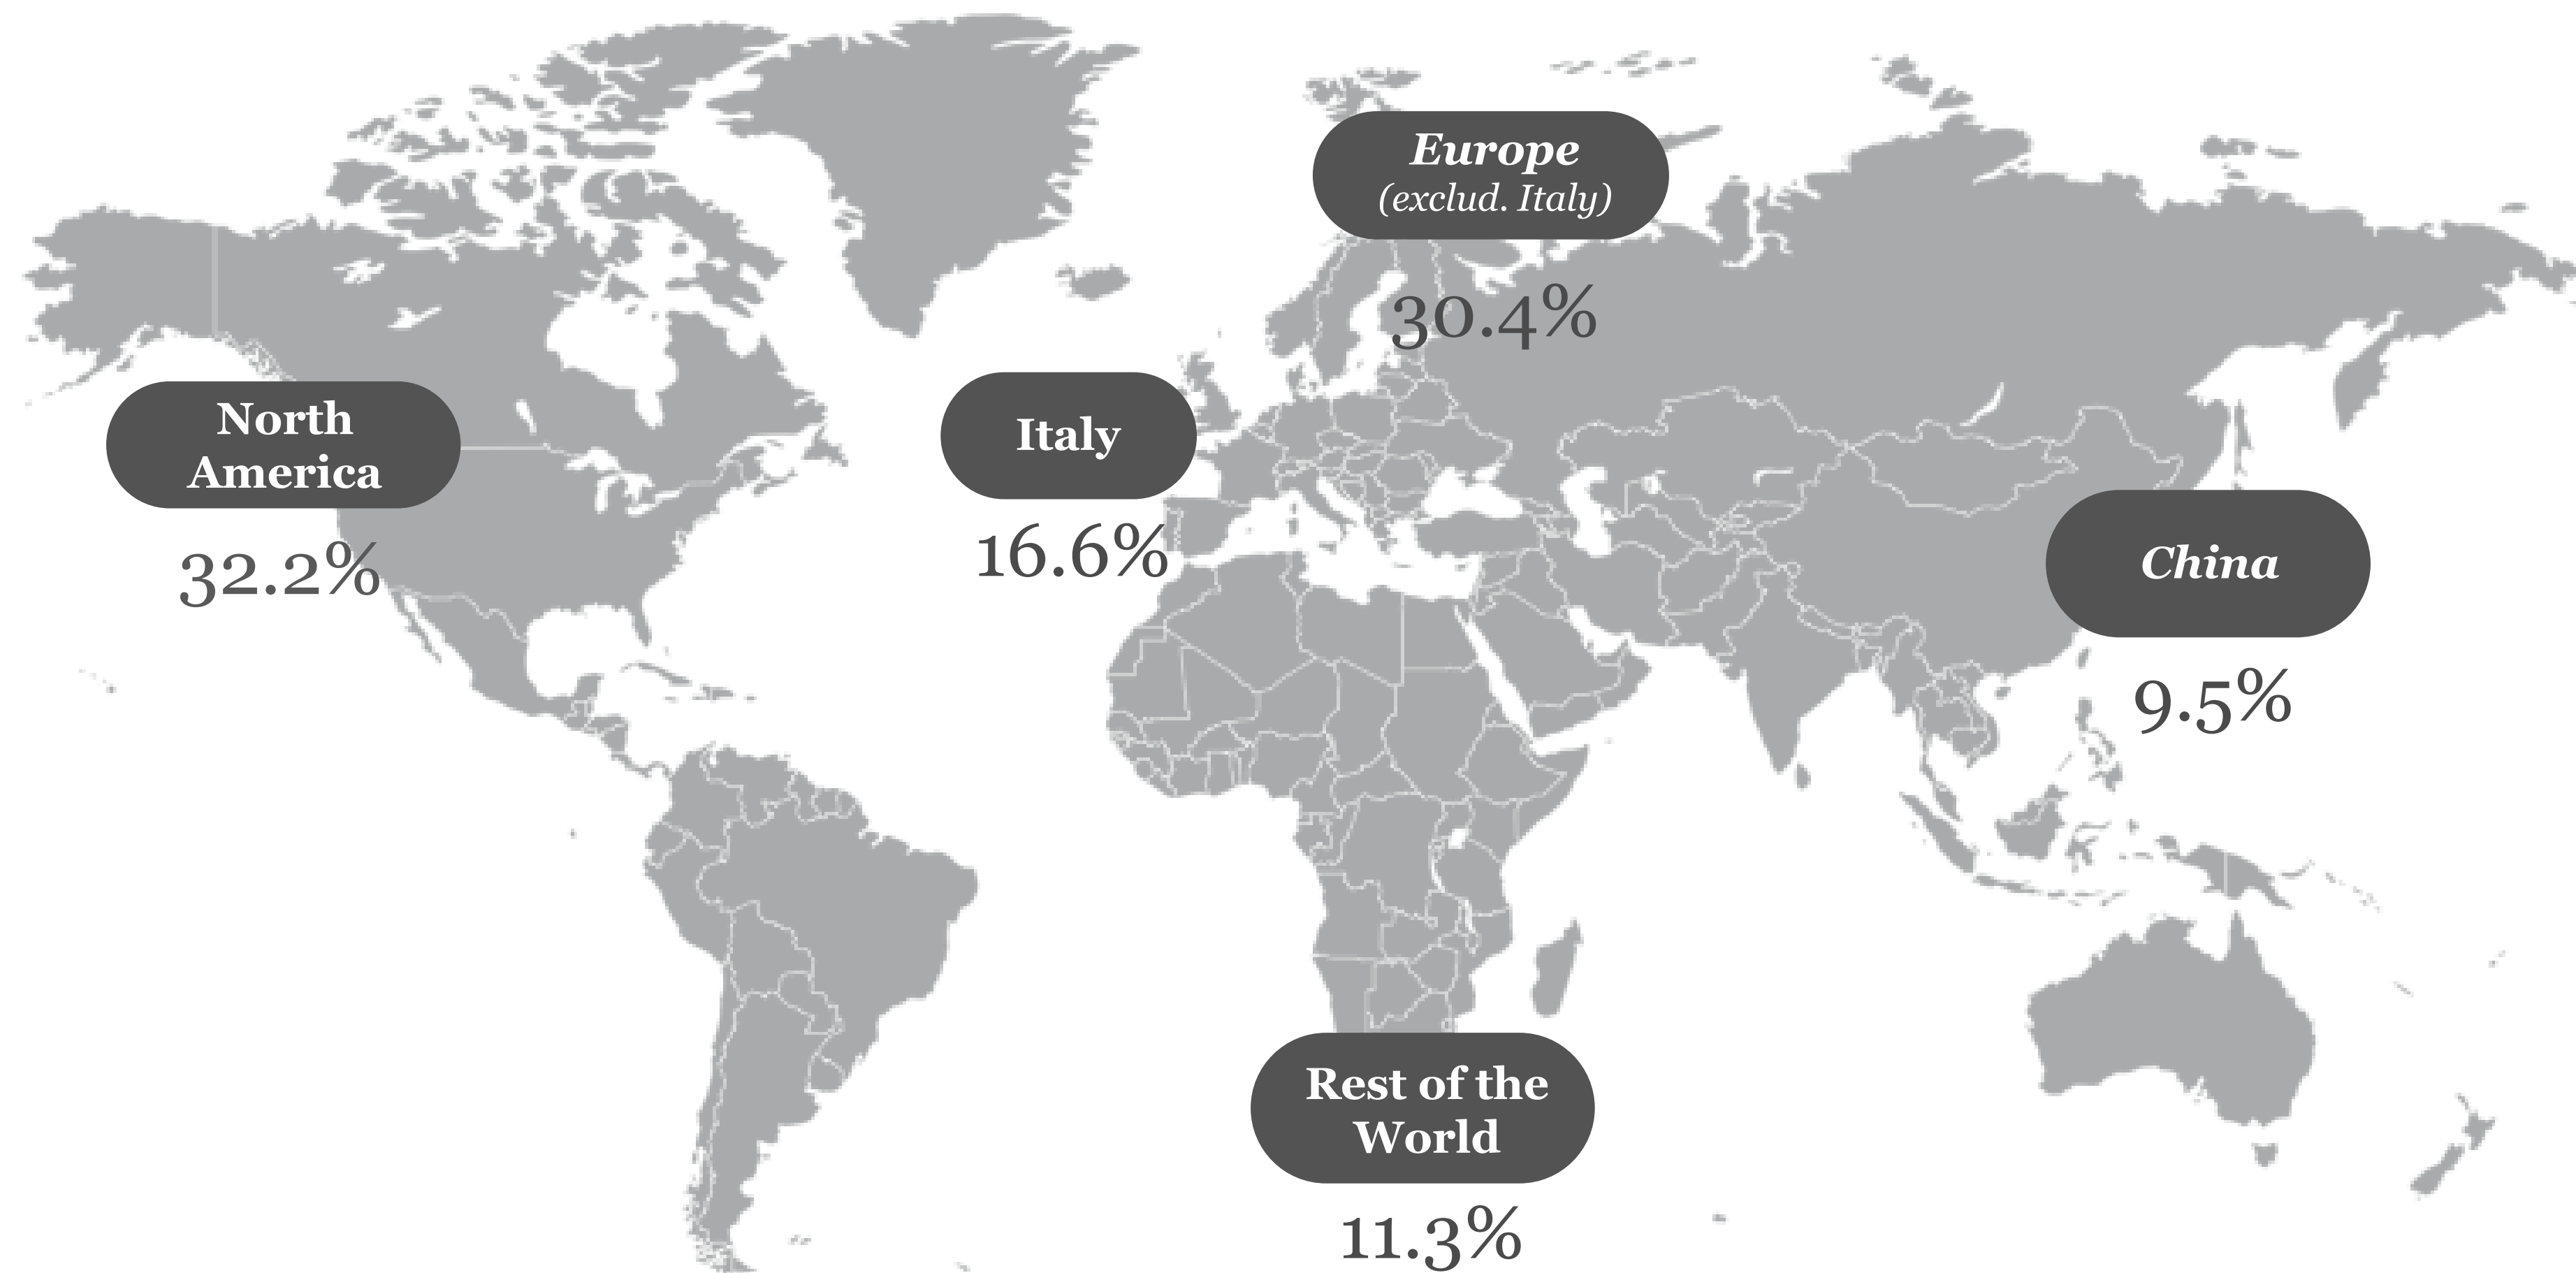 Europe
(exclud. Italy)
30.4%
North
America
32.2%
Italy
16.6%
China
9.5%
Rest of the
World
11.3%